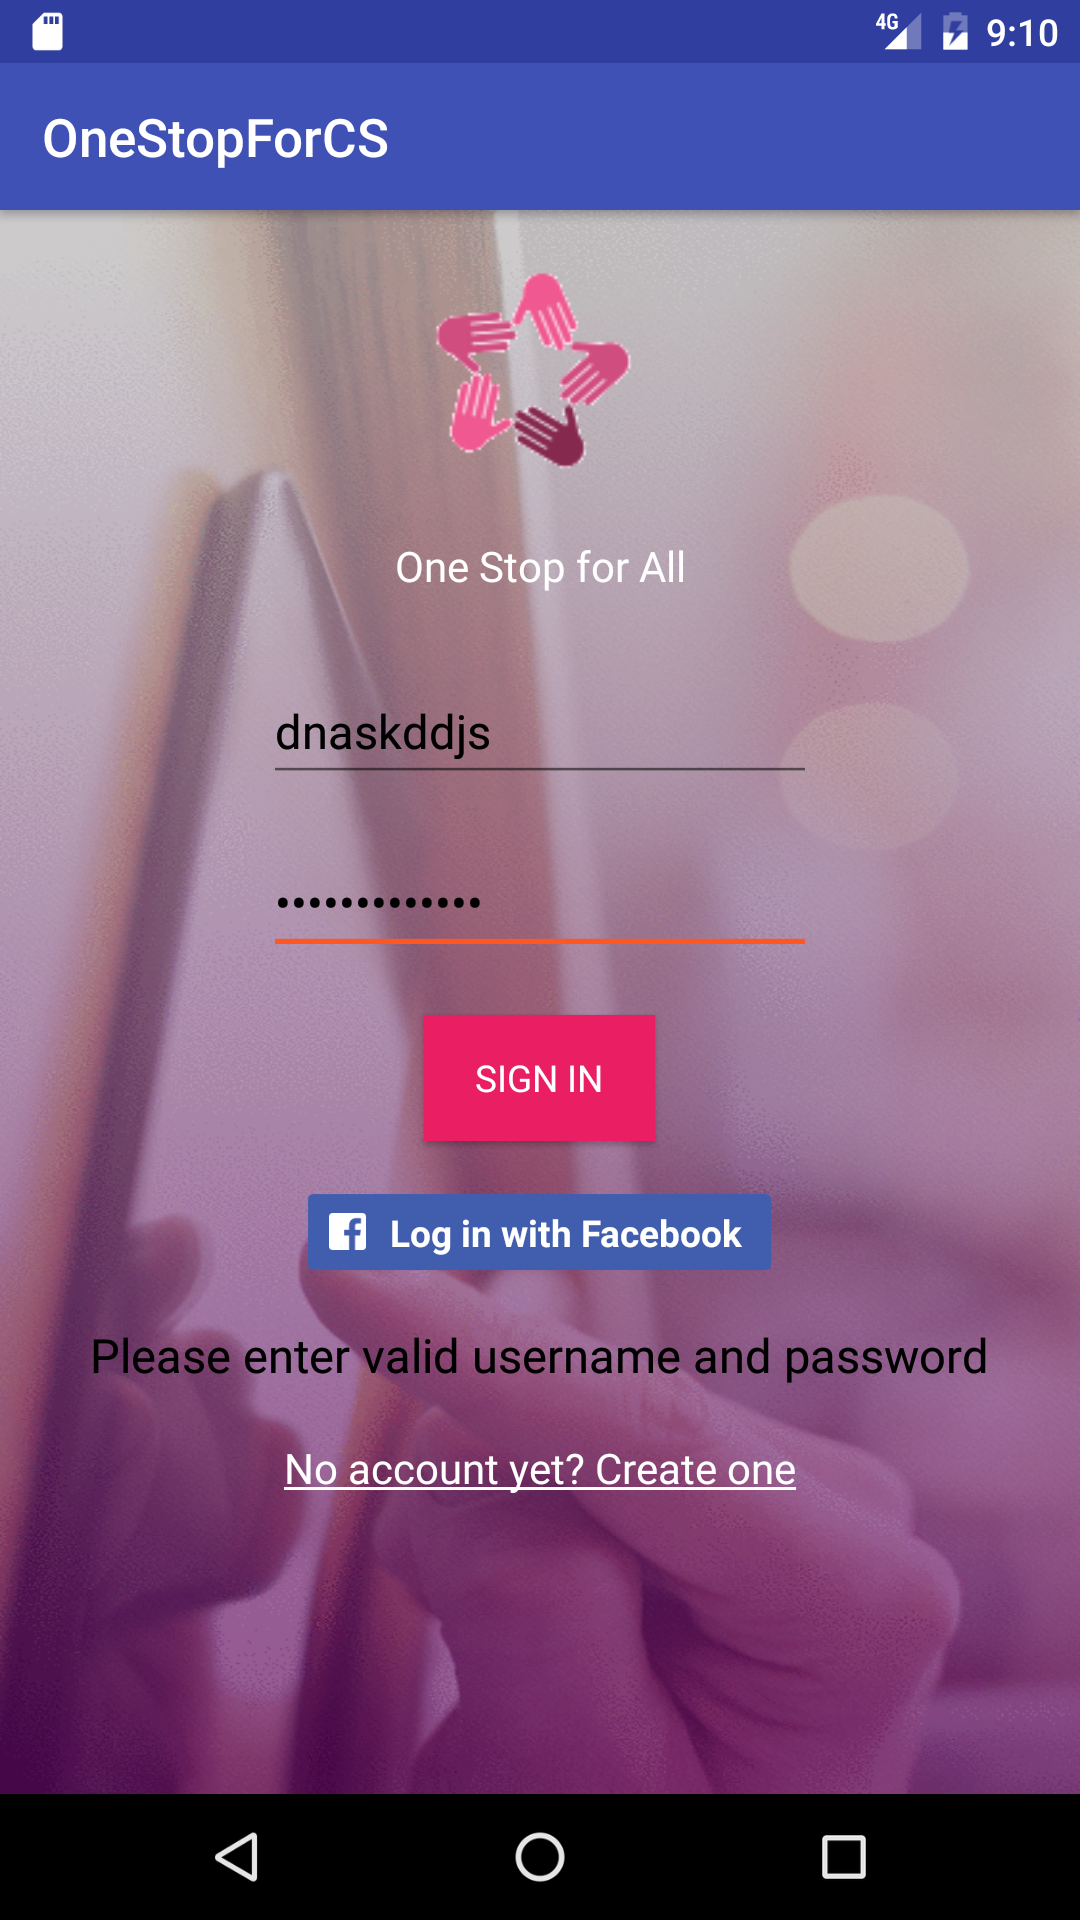 4G 9:10
OneStopForCS
One Stop for All
dnaskddjs
•••••••••••••
SIGN IN
Log in with Facebook
Please enter valid username and password
No account yet? Create one